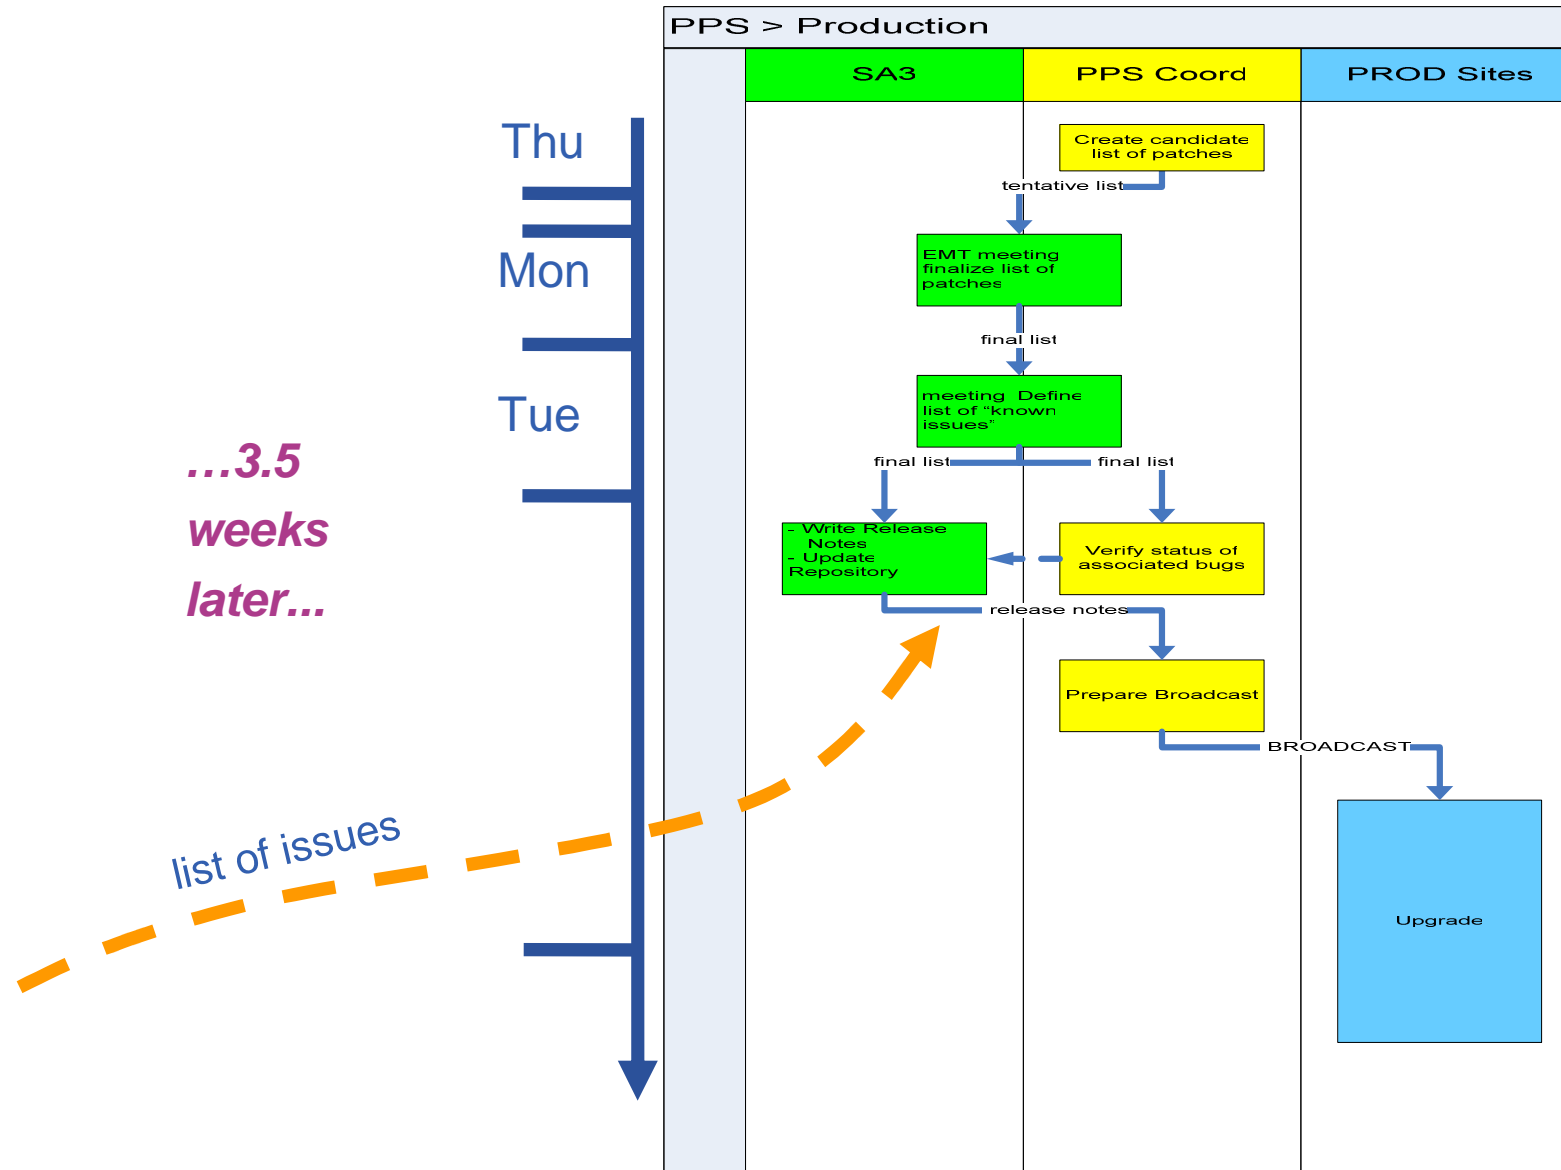 PPS > Production
SA3
PPS Coord
PROD Sites
Thu
Mon
Tue
…3.5
weeks
later...
list of issues
Create candidate
list of patches
tentative list
EMT meeting
finalize list of
patches
final list
meeting Define
list of “known
issues”
final list
final list
- Write Release
Notes
- Update
Repository
Verify status of
associated bugs
release notes
Prepare Broadcast
BROADCAST
Upgrade